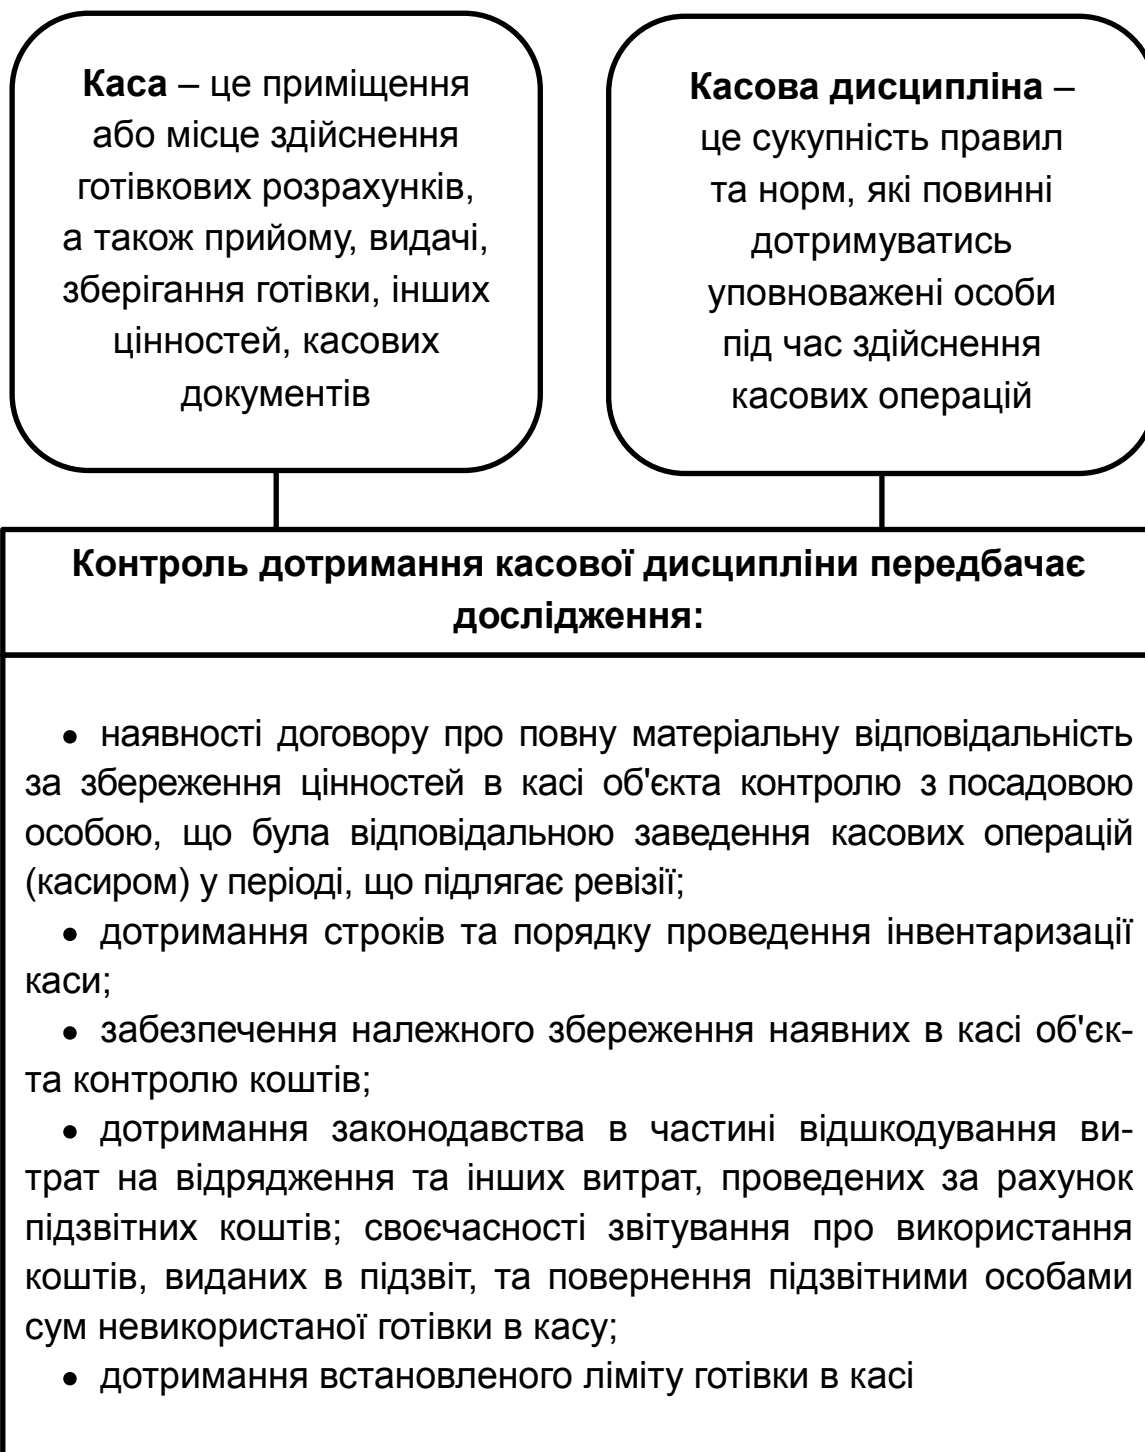 Каса – це приміщення
або місце здійснення
готівкових розрахунків,
а також прийому, видачі,
зберігання готівки, інших
цінностей, касових
документів
Касова дисципліна –
це сукупність правил
та норм, які повинні
дотримуватись
уповноважені особи
під час здійснення
касових операцій
Контроль дотримання касової дисципліни передбачає
дослідження:
• наявності договору про повну матеріальну відповідальність
за збереження цінностей в касі об'єкта контролю з посадовою
особою, що була відповідальною заведення касових операцій
(касиром) у періоді, що підлягає ревізії;
• дотримання строків та порядку проведення інвентаризації
каси;
• забезпечення належного збереження наявних в касі об'єк-
та контролю коштів;
• дотримання законодавства в частині відшкодування ви-
трат на відрядження та інших витрат, проведених за рахунок
підзвітних коштів; своєчасності звітування про використання
коштів, виданих в підзвіт, та повернення підзвітними особами
сум невикористаної готівки в касу;
• дотримання встановленого ліміту готівки в касі